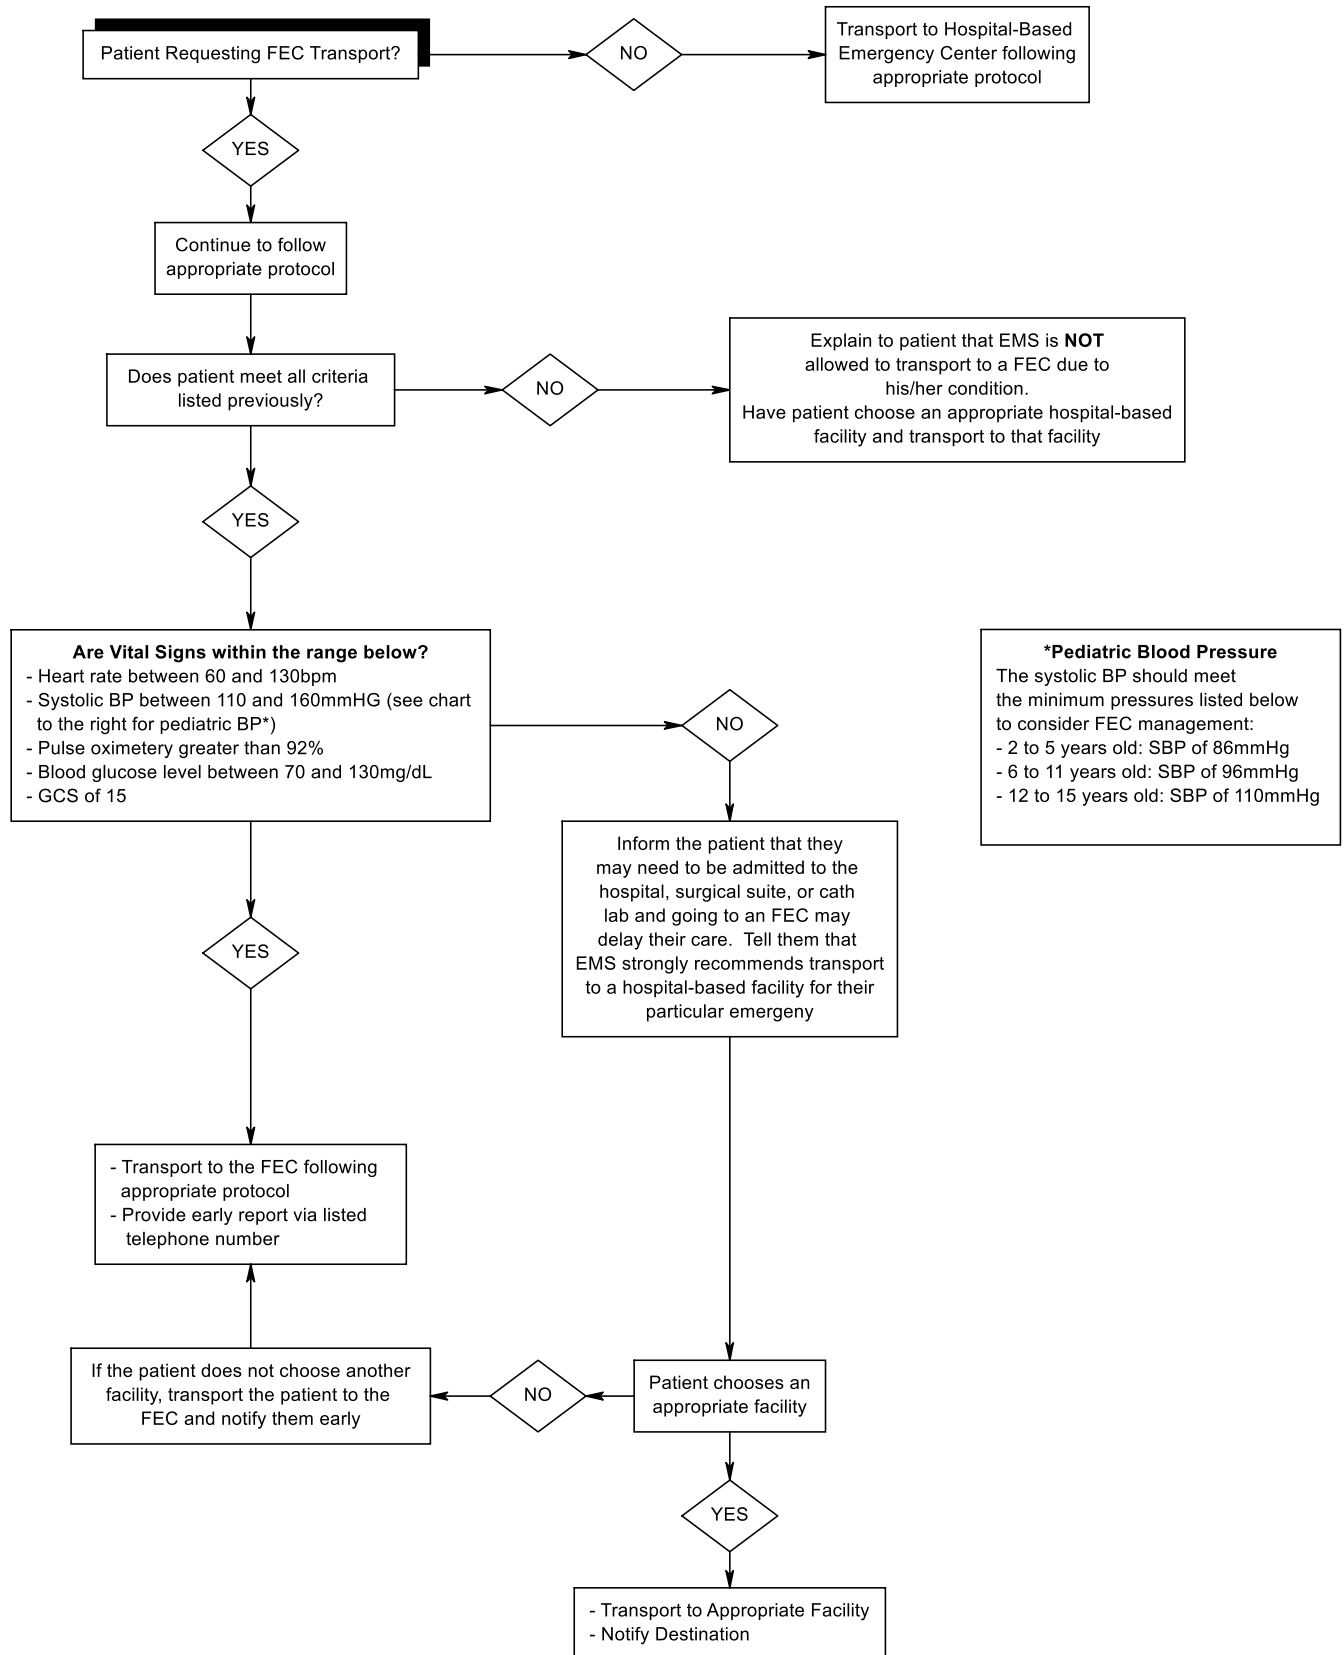 Patient Requesting FEC Transport?
NO
Transport to Hospital-Based
Emergency Center following
appropriate protocol
YES
Continue to follow
appropriate protocol
Does patient meet all criteria
listed previously?
NO
Explain to patient that EMS is NOT
allowed to transport to a FEC due to
his/her condition.
Have patient choose an appropriate hospital-based
facility and transport to that facility
YES
Are Vital Signs within the range below?
- Heart rate between 60 and 130bpm
- Systolic BP between 110 and 160mmHG (see chart
to the right for pediatric BP*)
- Pulse oximetery greater than 92%
- Blood glucose level between 70 and 130mg/dL
- GCS of 15
NO
*Pediatric Blood Pressure
The systolic BP should meet
the minimum pressures listed below
to consider FEC management:
- 2 to 5 years old: SBP of 86mmHg
- 6 to 11 years old: SBP of 96mmHg
- 12 to 15 years old: SBP of 110mmHg
Inform the patient that they
may need to be admitted to the
hospital, surgical suite, or cath
lab and going to an FEC may
delay their care.  Tell them that
EMS strongly recommends transport
to a hospital-based facility for their
particular emergeny
YES
- Transport to the FEC following
appropriate protocol
- Provide early report via listed
telephone number
If the patient does not choose another
facility, transport the patient to the
FEC and notify them early
NO
Patient chooses an
appropriate facility
YES
- Transport to Appropriate Facility
- Notify Destination